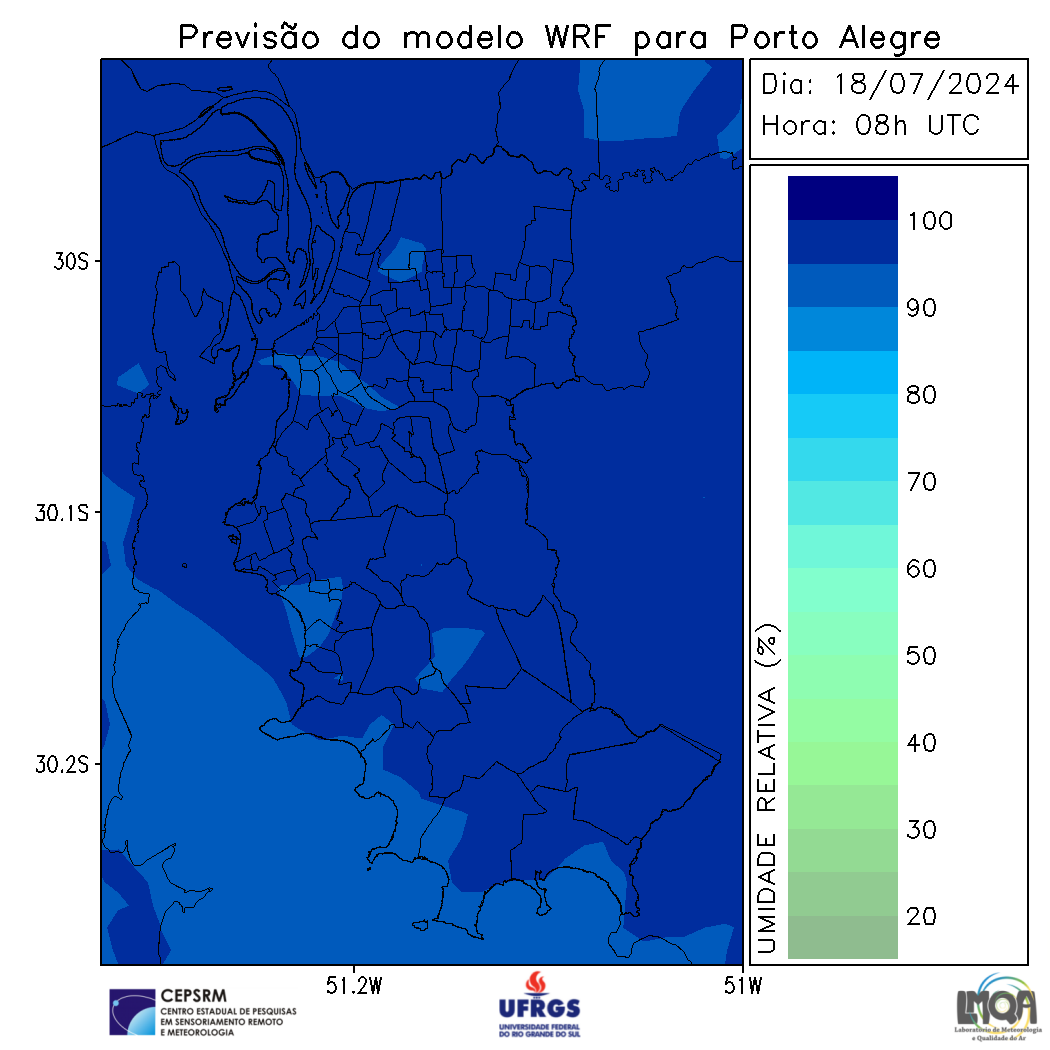 Previsão do modelo WRF para Porto Alegre
Dia: 18/07/2024
Hora: 08h UTC
30S
30.1S
30.2S
51.2W
51W
100
90
80
70
60
50
40
30
20
UMIDADE RELATIVA (%)
CEPSRM
CENTRO ESTADUAL DE PESQUISAS
EM SENSORIAMENTO REMOTO
E METEOROLOGIA
UFRGS
UNIVERSIDADE FEDERAL
DO RIO GRANDE DO SUL
LMQA
Laboratório de Meteorologia
e Qualidade do Ar